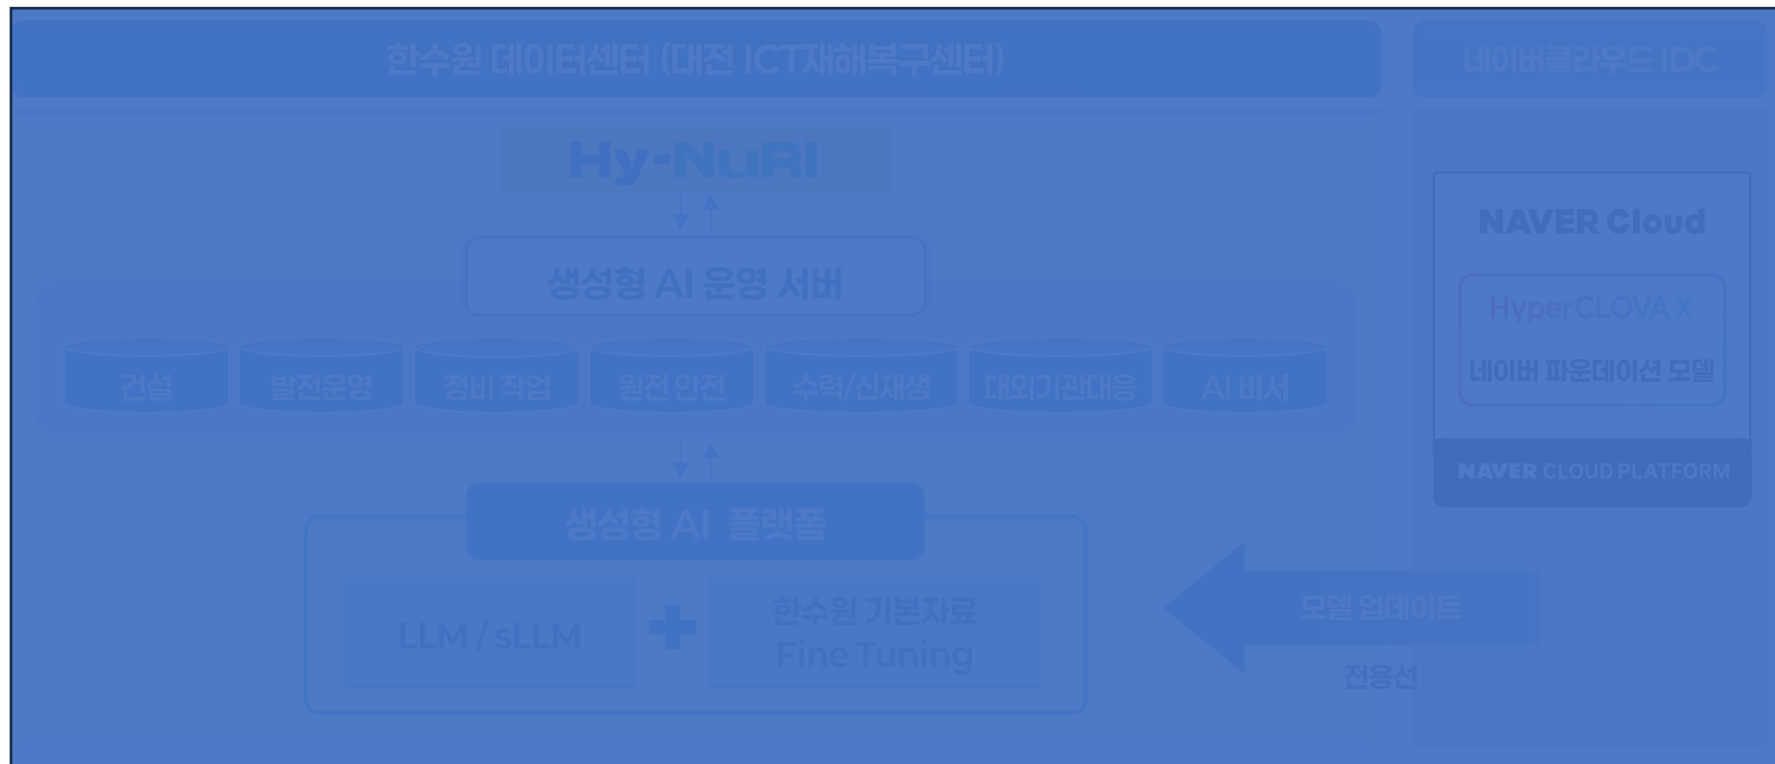 한수원 데이터센터 (대전 ICT재해복구센터)
네이버클라우드 IDC
Hy-NuRI
생성형 AI 운영 서버
건설
발전운영
정비 작업
원전 안전
수력/신재생
대외기관대응
AI 비서
생성형 AI 플랫폼
LLM / sLLM
+
한수원 기본자료
Fine Tuning
NAVER Cloud
HyperCLOVA X
네이버 파운데이션 모델
NAVER CLOUD PLATFORM
모델 업데이트
전용선